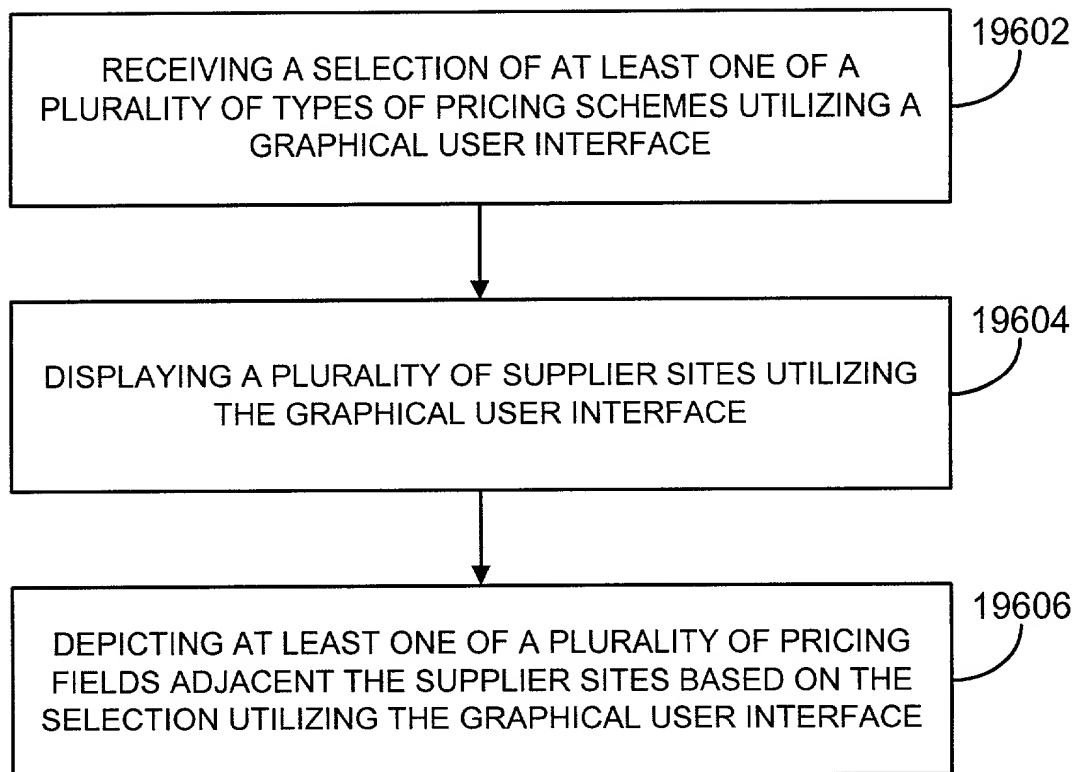 19602
RECEIVING A SELECTION OF AT LEAST ONE OF A
PLURALITY OF TYPES OF PRICING SCHEMES UTILIZING A
GRAPHICAL USER INTERFACE
19604
DISPLAYING A PLURALITY OF SUPPLIER SITES UTILIZING
THE GRAPHICAL USER INTERFACE
19606
DEPICTING AT LEAST ONE OF A PLURALITY OF PRICING
FIELDS ADJACENT THE SUPPLIER SITES BASED ON THE
SELECTION UTILIZING THE GRAPHICAL USER INTERFACE